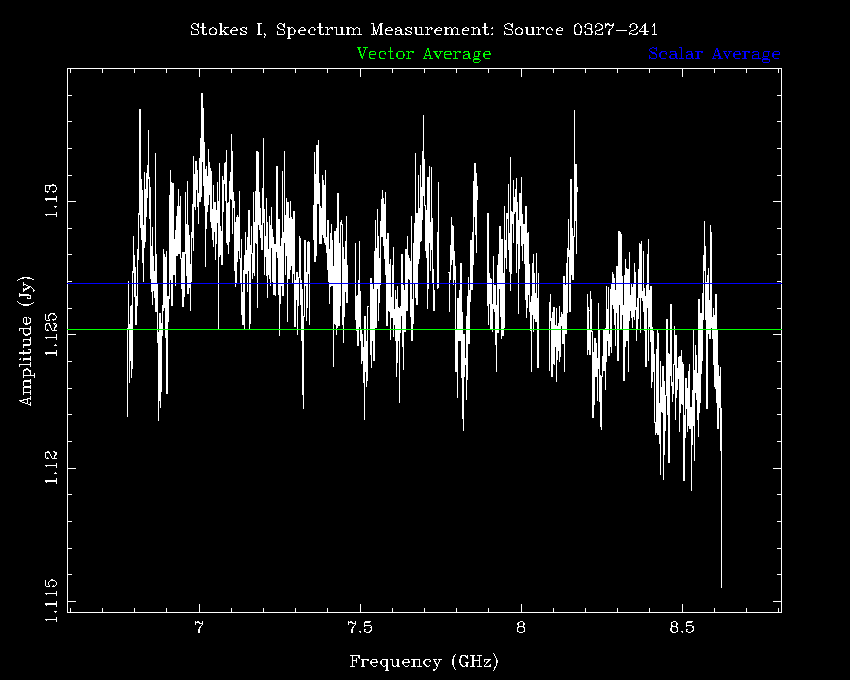 Stokes I, Spectrum Measurement: Source 0327−241
Vector Average Scalar Average
1.13
1.125
1.12
1.115
Amplitude (Jy)
7 7.5 8 8.5
Frequency (GHz)